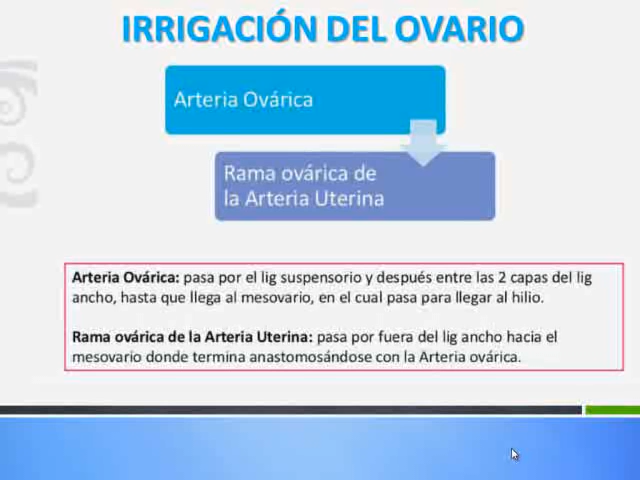 IRRIGACIÓN DEL OVARIO
Arteria Ovárica
Rama ovárica de
la Arteria Uterina
Arteria Ovárica: pasa por el lig suspensorio y después entre las 2 capas del lig
ancho, hasta que llega al mesovario, en el cual pasa para llegar al hilio.
Rama ovárica de la Arteria Uterina: pasa por fuera del lig ancho hacia el
mesovario donde termina anastomosándose con la Arteria ovárica.